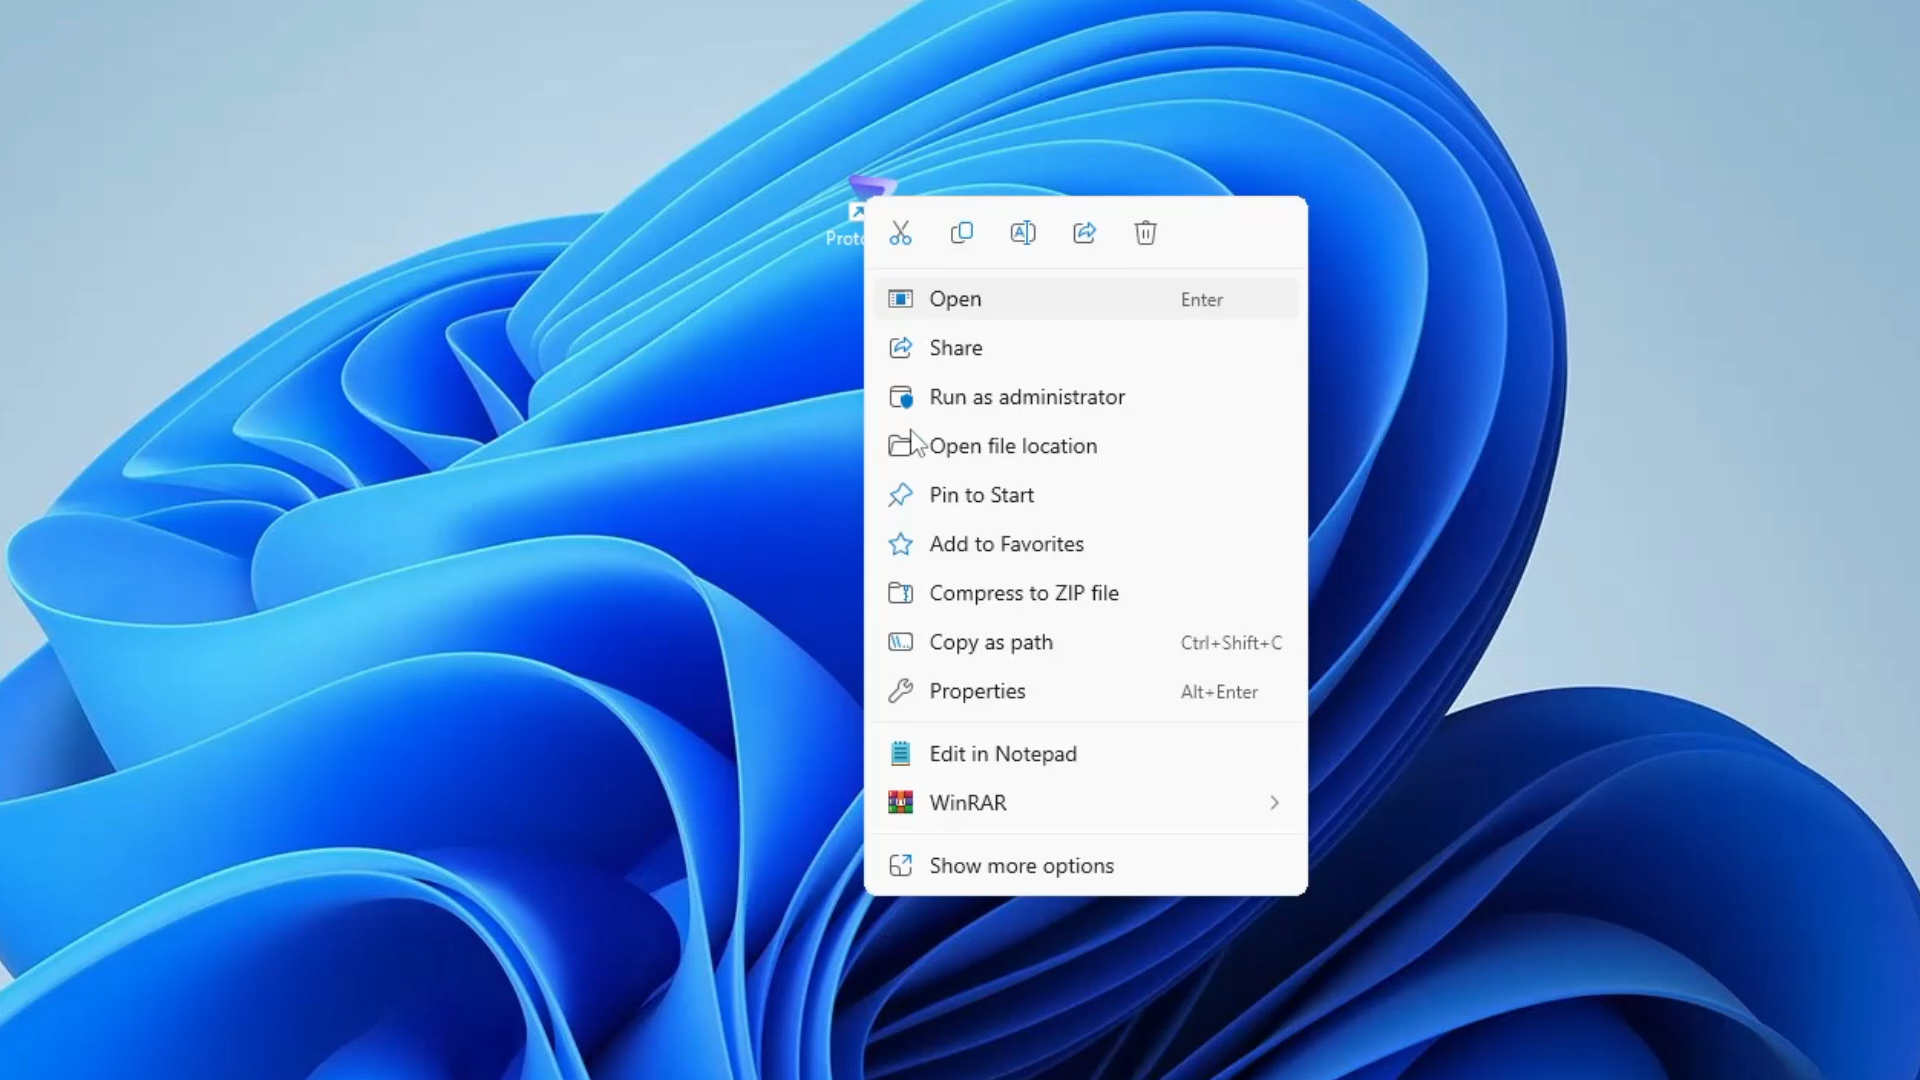 Open Enter
Share
Run as administrator
Open file location
Pin to Start
Add to Favorites
Compress to ZIP file
Copy as path Ctrl+Shift+C
Properties Alt+Enter
Edit in Notepad
WinRAR
Show more options